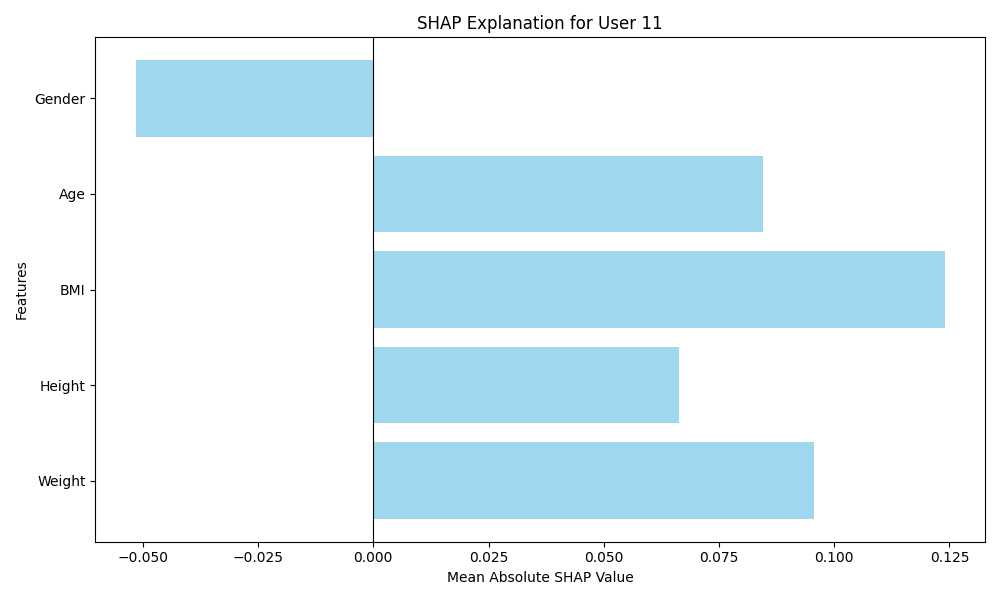 SHAP Explanation for User 11
Gender
Age
BMI
Height
Weight
Features
−0.050
−0.025
0.000
0.025
0.050
0.075
0.100
0.125
Mean Absolute SHAP Value